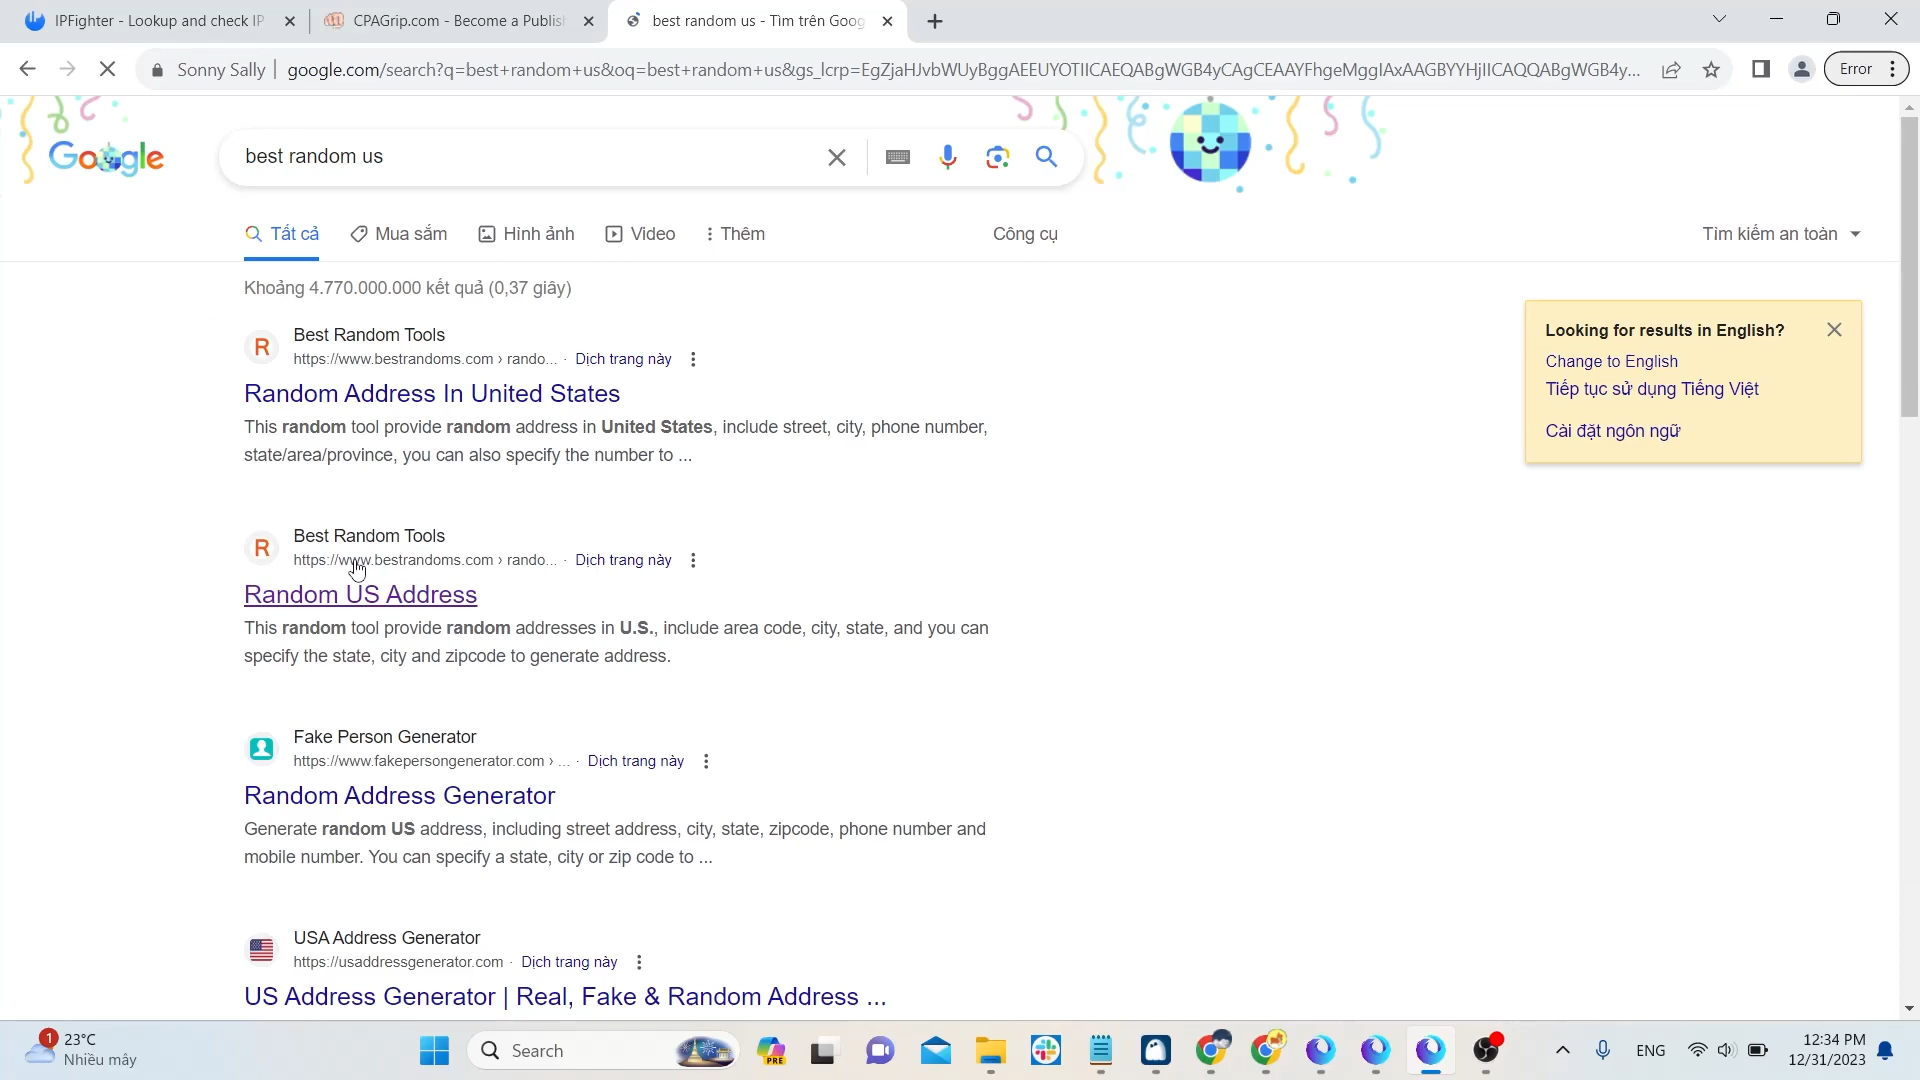 IPFighter - Lookup and check IP
CPAGrip.com - Become a Publis
best random us - Tìm trên Goog
Sonny Sally
google.com/search?q=best+random+us&oq=best+random+us&gs_lcrp=EgZjaHJvbWUyBggAEEUYOTIICAEQABgWGB4yCAgCEAAYFhgeMggIAxAAGBYYHjIICAQQABgWGB4y...
Error
Google
best random us
Tất cả
Mua sắm
Hình ảnh
Video
Thêm
Công cụ
Tìm kiếm an toàn
Khoảng 4.770.000.000 kết quả (0,37 giây)
Looking for results in English?
Change to English
Tiếp tục sử dụng Tiếng Việt
Cài đặt ngôn ngữ
R
Best Random Tools
https://www.bestrandoms.com › rando... · Dịch trang này
Random Address In United States
This random tool provide random address in United States, include street, city, phone number,
state/area/province, you can also specify the number to ...
R
Best Random Tools
https://www.bestrandoms.com › rando... · Dịch trang này
Random US Address
This random tool provide random addresses in U.S., include area code, city, state, and you can
specify the state, city and zipcode to generate address.
Fake Person Generator
https://www.fakepersongenerator.com › ... · Dịch trang này
Random Address Generator
Generate random US address, including street address, city, state, zipcode, phone number and
mobile number. You can specify a state, city or zip code to ...
USA Address Generator
https://usaddressgenerator.com · Dịch trang này
US Address Generator | Real, Fake & Random Address ...
1
23°C
Nhiều mây
Search
PRE
ENG
12:34 PM
12/31/2023